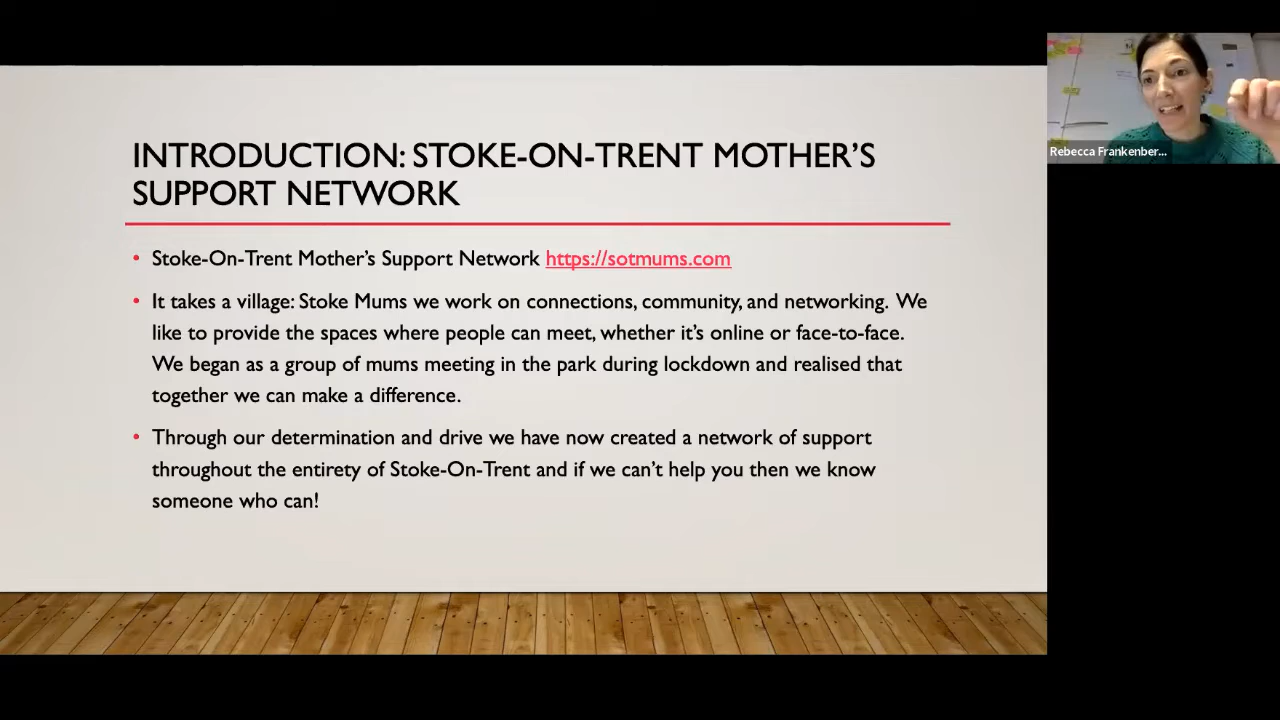 INTRODUCTION: STOKE-ON-TRENT MOTHER’S
SUPPORT NETWORK
• Stoke-On-Trent Mother’s Support Network https://sotmums.com
• It takes a village: Stoke Mums we work on connections, community, and networking. We
like to provide the spaces where people can meet, whether it’s online or face-to-face.
We began as a group of mums meeting in the park during lockdown and realised that
together we can make a difference.
• Through our determination and drive we have now created a network of support
throughout the entirety of Stoke-On-Trent and if we can’t help you then we know
someone who can!
Rebecca Frankenber...